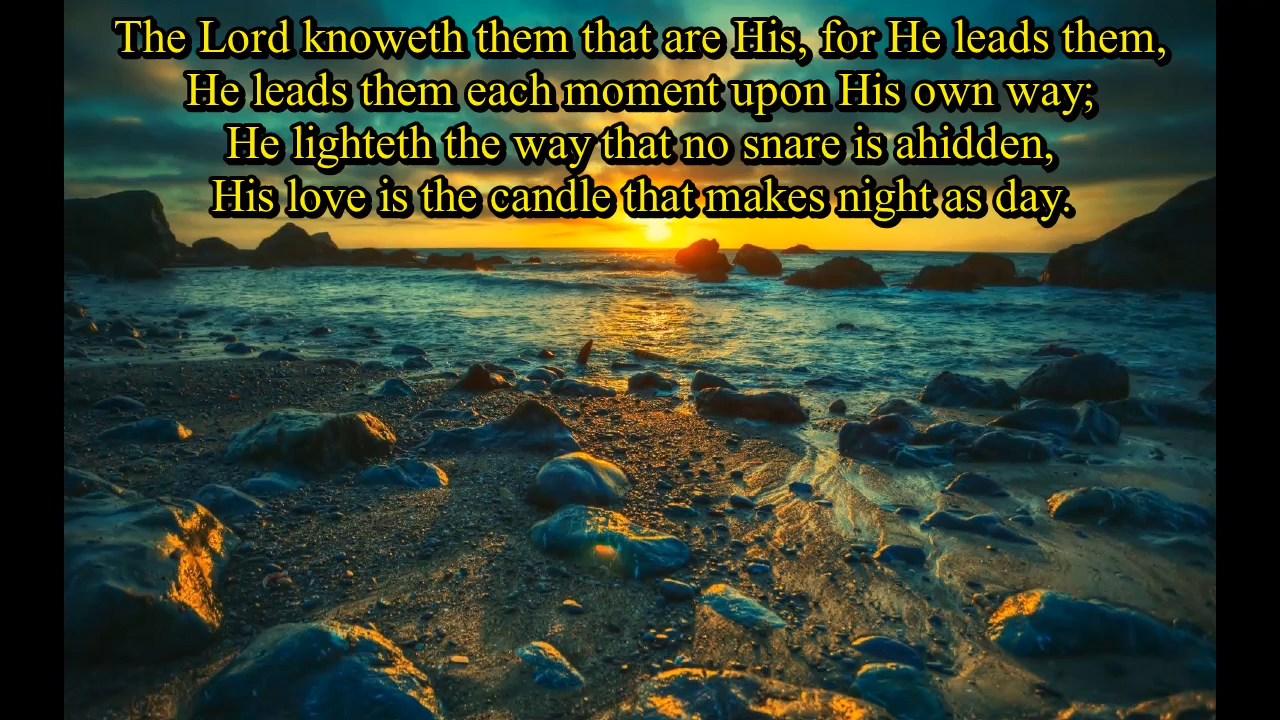 The Lord knoweth them that are His, for He leads them,
He leads them each moment upon His own way;
He lighteth the way that no snare is ahidden,
His love is the candle that makes night as day.